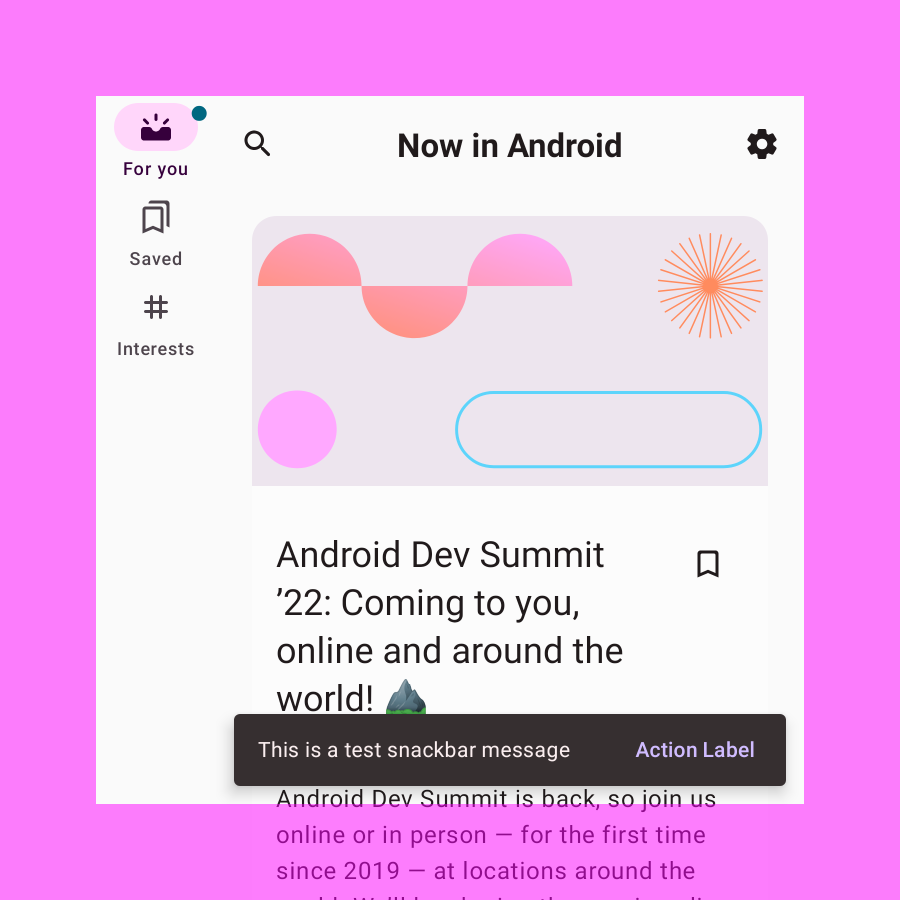 For you
Now in Android
Saved
Interests
Android Dev Summit
’22: Coming to you,
online and around the
world!
This is a test snackbar message
Action Label
Android Dev Summit is back, so join us
online or in person — for the first time
since 2019 — at locations around the